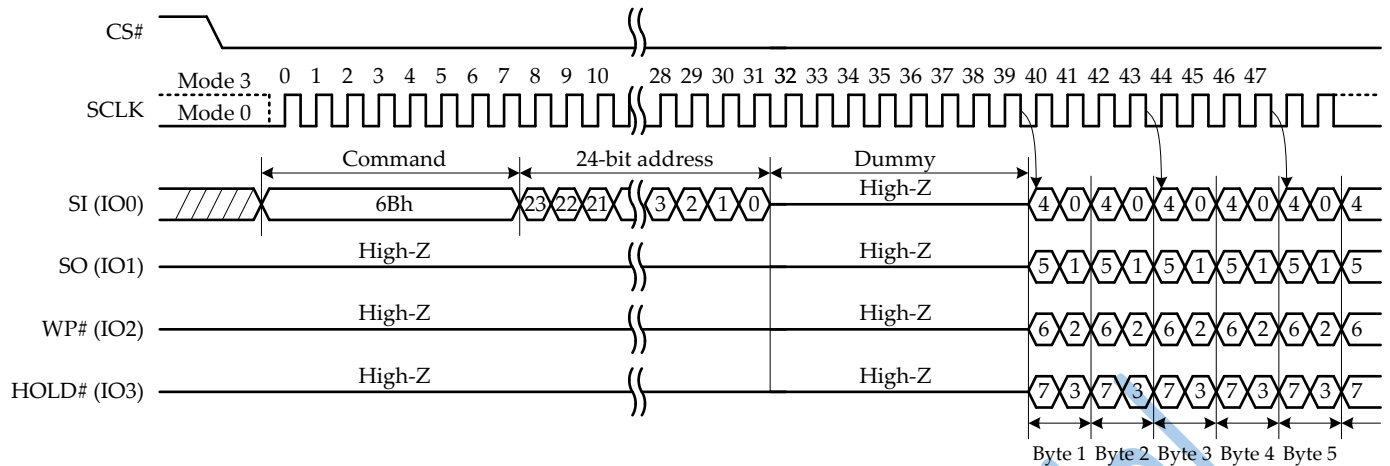 CS#
Mode 3 0 1 2 3 4 5 6 7 8 9 10 28 29 30 31 32 33 34 35 36 37 38 39 40 41 42 43 44 45 46 47
SCLK
Mode 0
Command 24-bit address Dummy
SI (IO0) 6Bh 23 22 21 3 2 1 0 High-Z 4 0 4 0 4 0 4 0 4 0 4
SO (IO1) High-Z High-Z 5 1 5 1 5 1 5 1 5 1 5
WP# (IO2) High-Z High-Z 6 2 6 2 6 2 6 2 6 2 6
HOLD# (IO3) High-Z High-Z 7 3 7 3 7 3 7 3 7 3 7
Byte 1 Byte 2 Byte 3 Byte 4 Byte 5